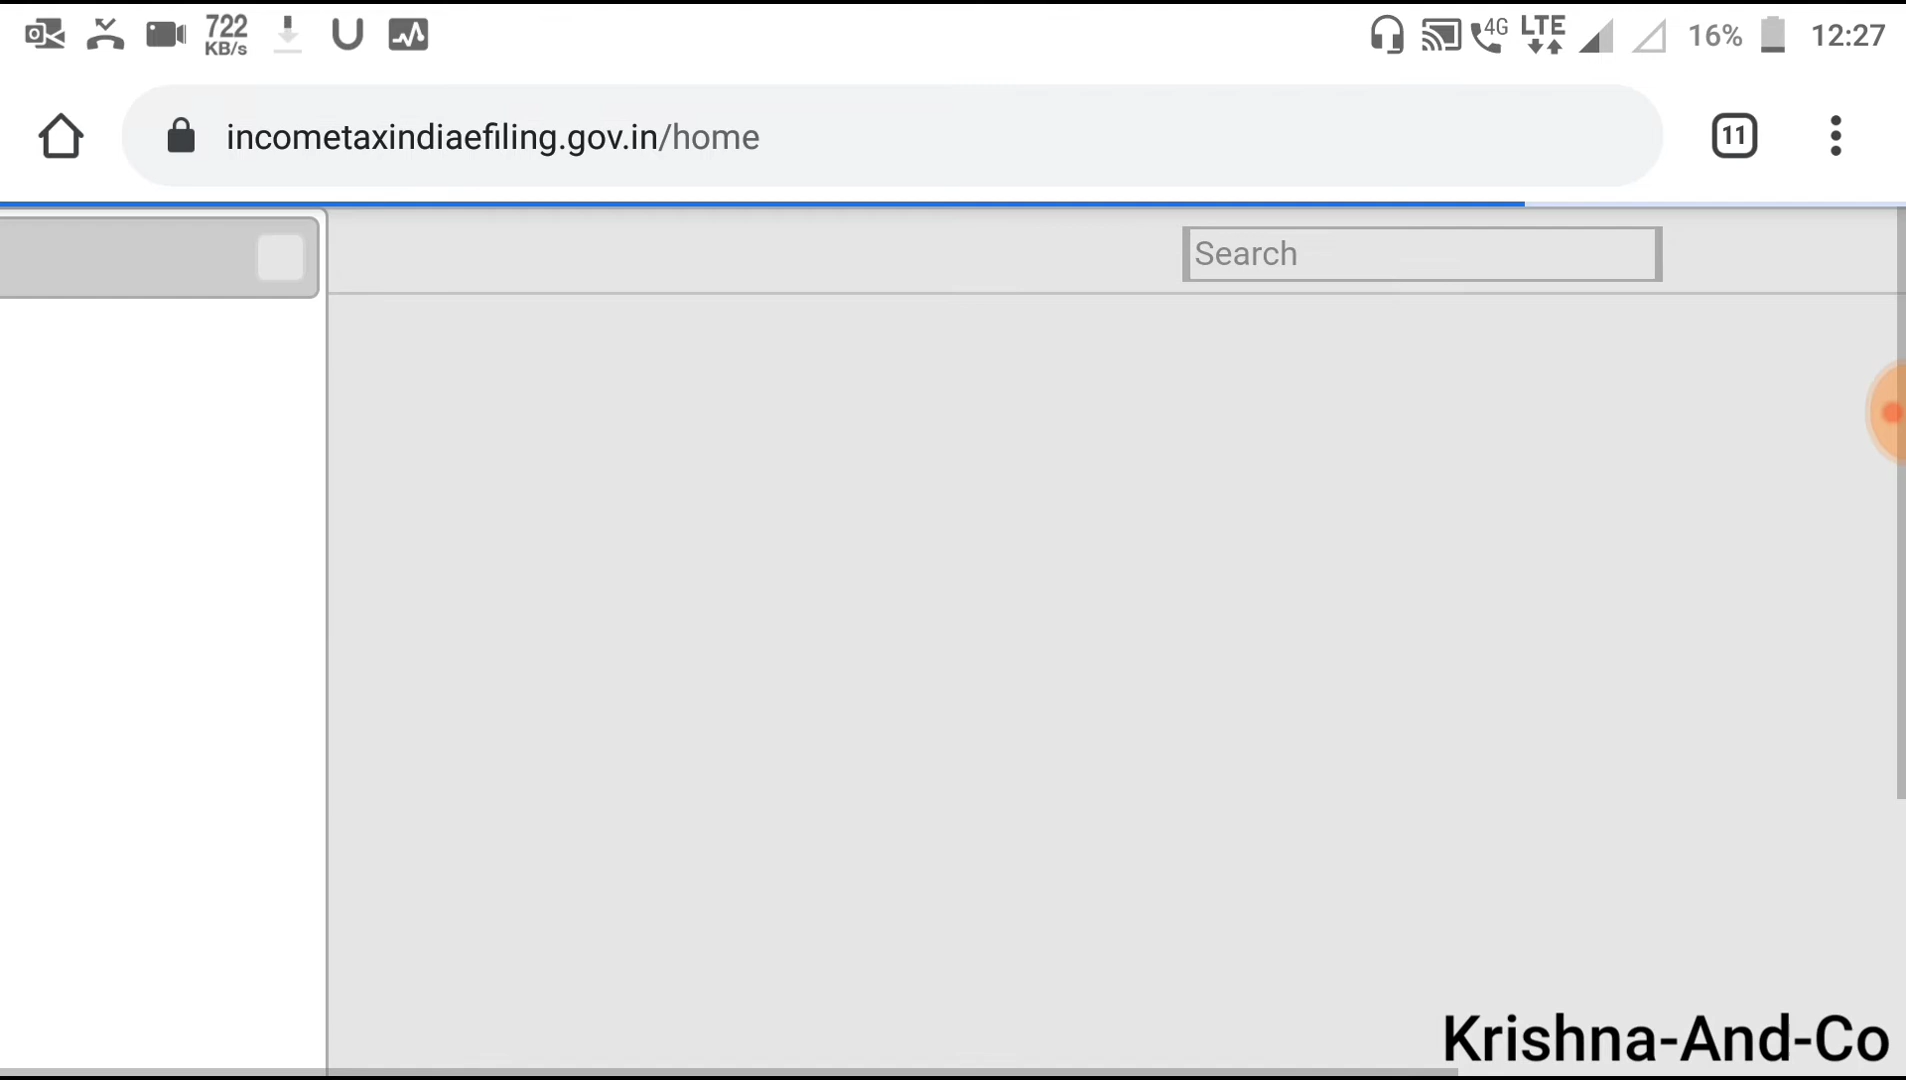 722
KB/s
4G
LTE
16%
12:27
incometaxindiaefiling.gov.in/home
11
Search
Krishna-And-Co